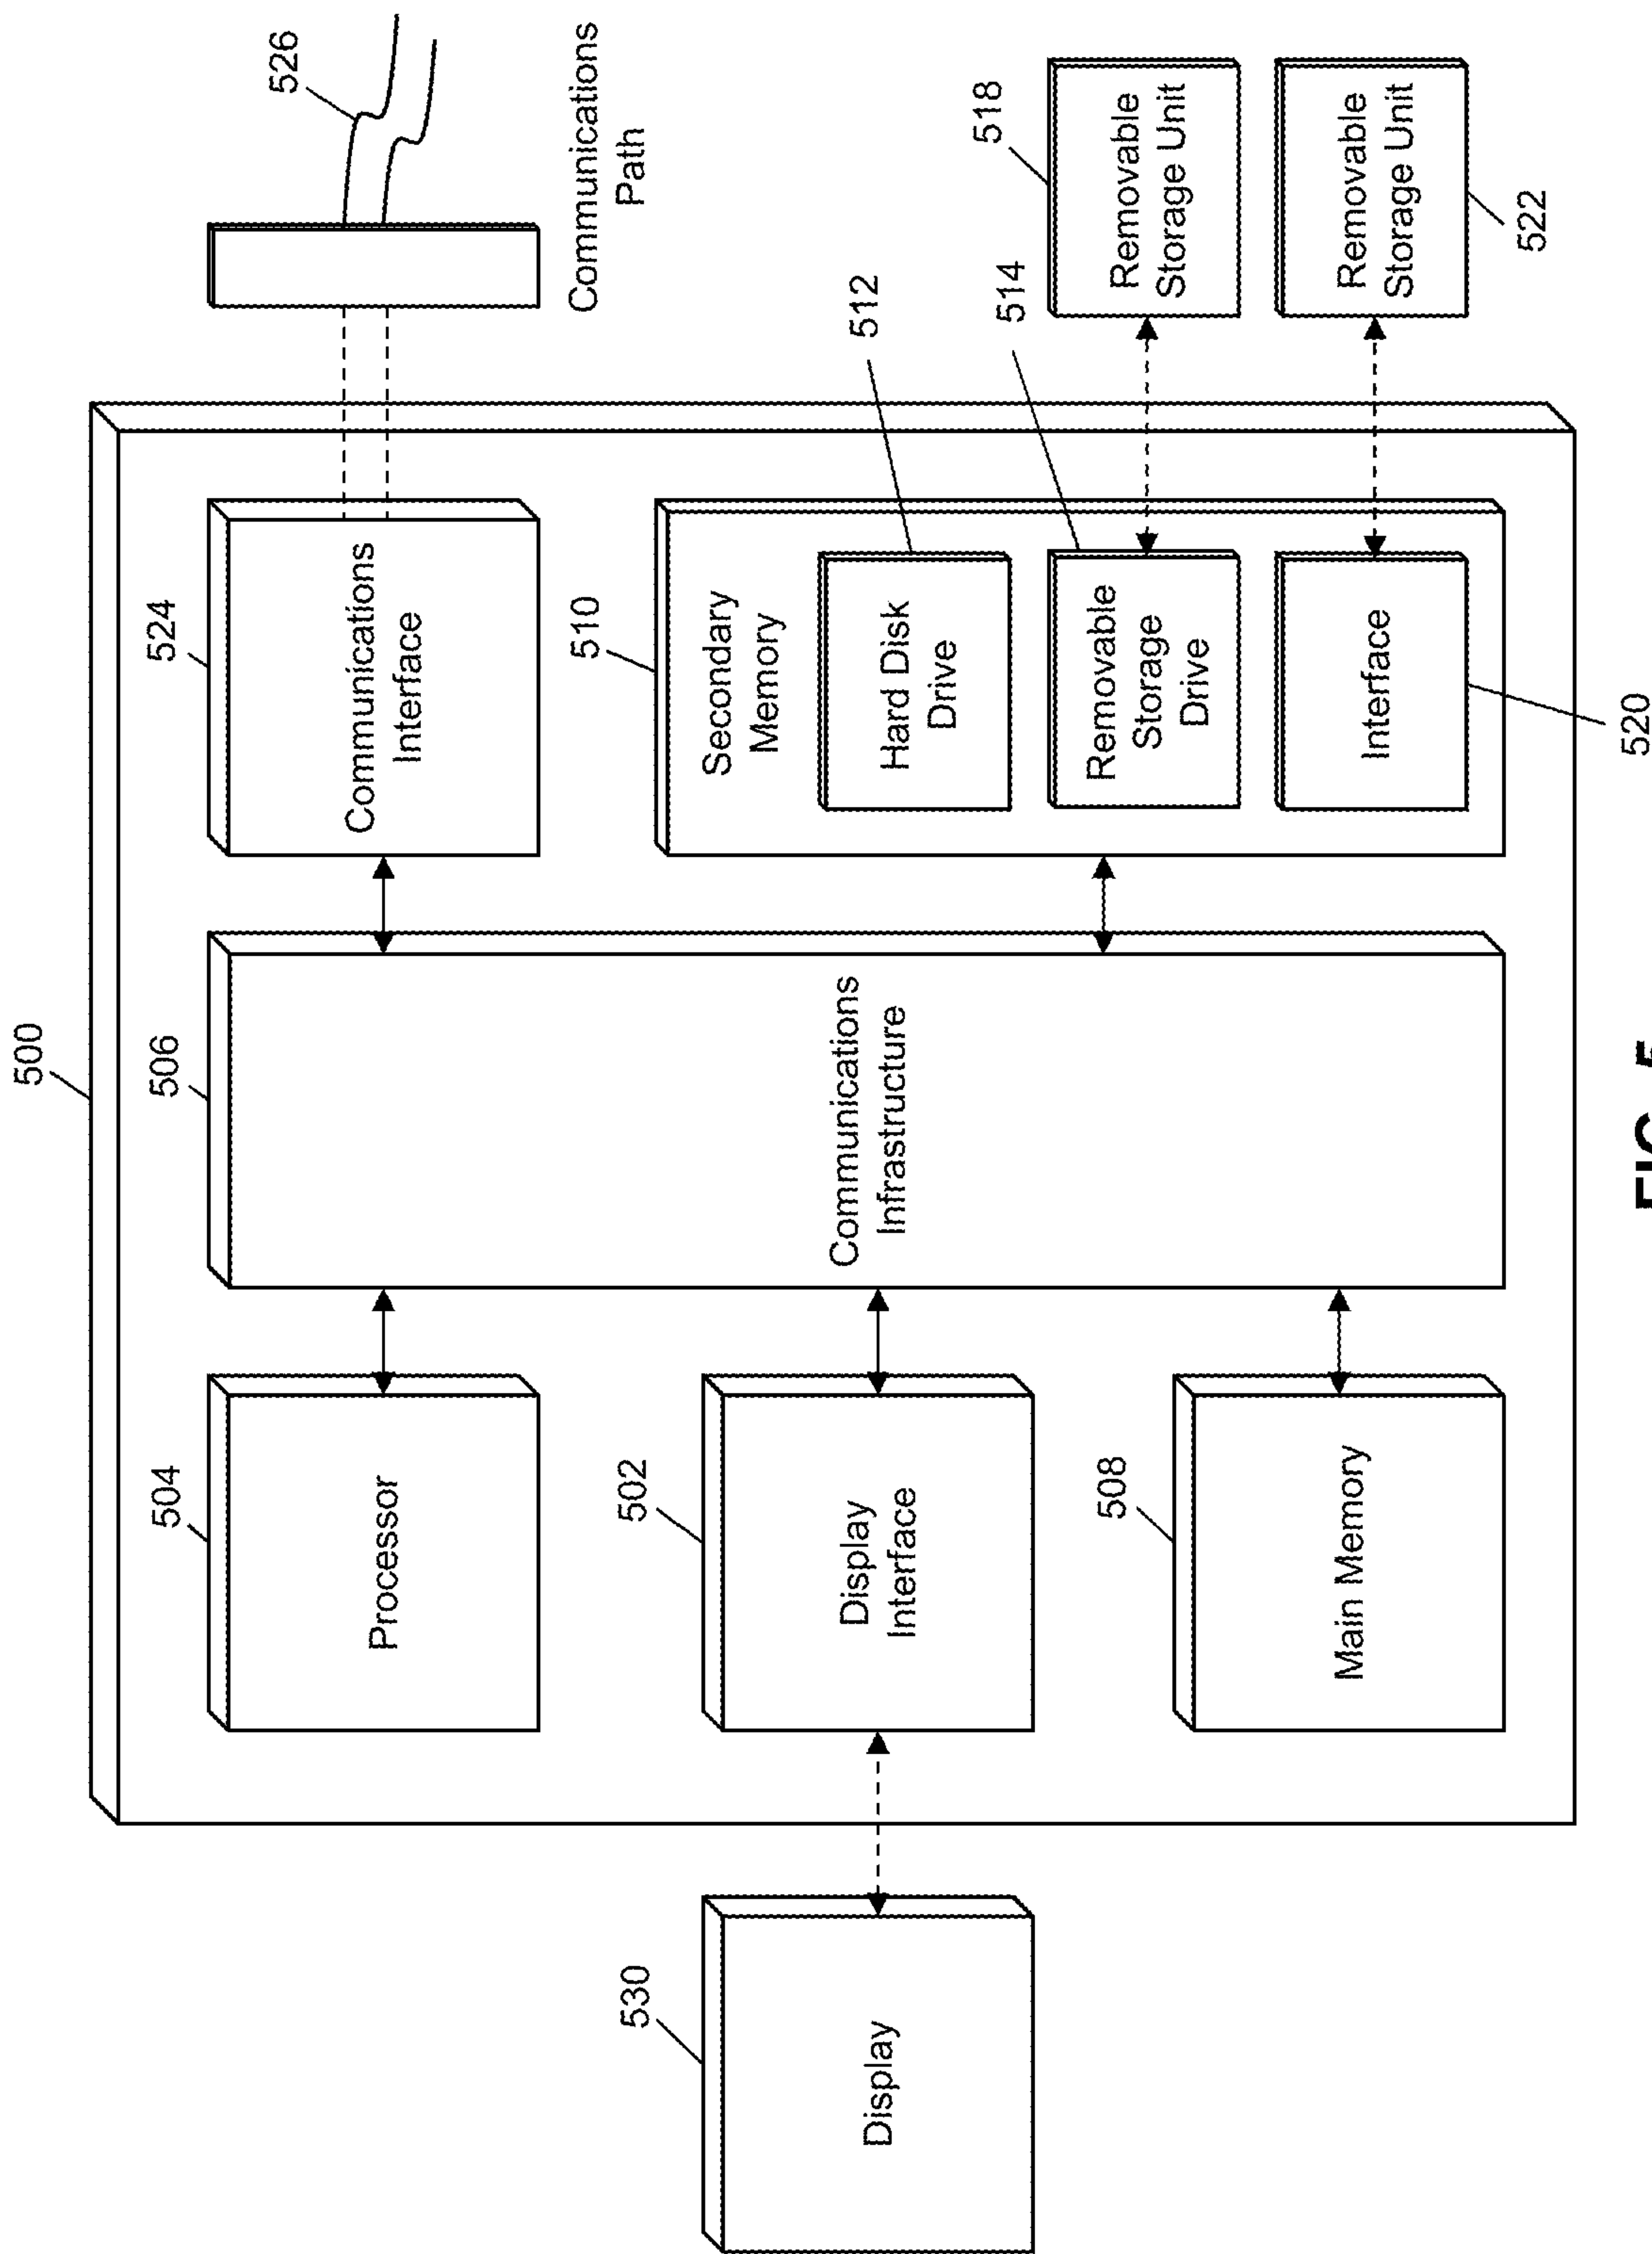 500
504
Processor
506
Communications
Infrastructure
524
Communications
Interface
526
Communications
Path
530
Display
502
Display
Interface
510
Secondary
Memory
512
Hard Disk
Drive
508
Main Memory
514
Removable
Storage
Drive
518
Removable
Storage Unit
Interface
520
Removable
Storage Unit
522
FIG. 5